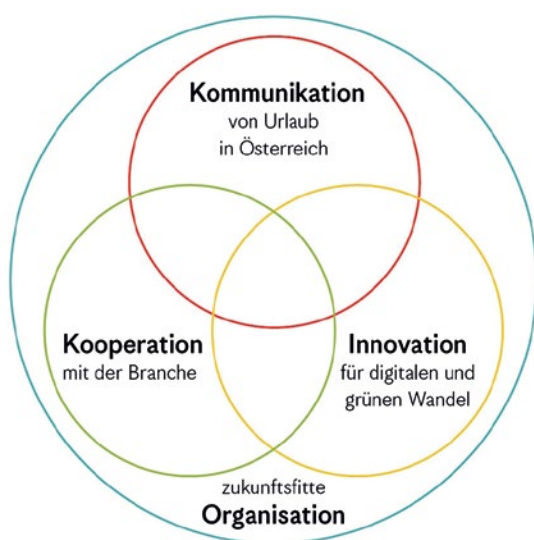 Kommunikation
von Urlaub
in Österreich
Kooperation
mit der Branche
Innovation
für digitalen und
grünen Wandel
zukunftsfitte
Organisation